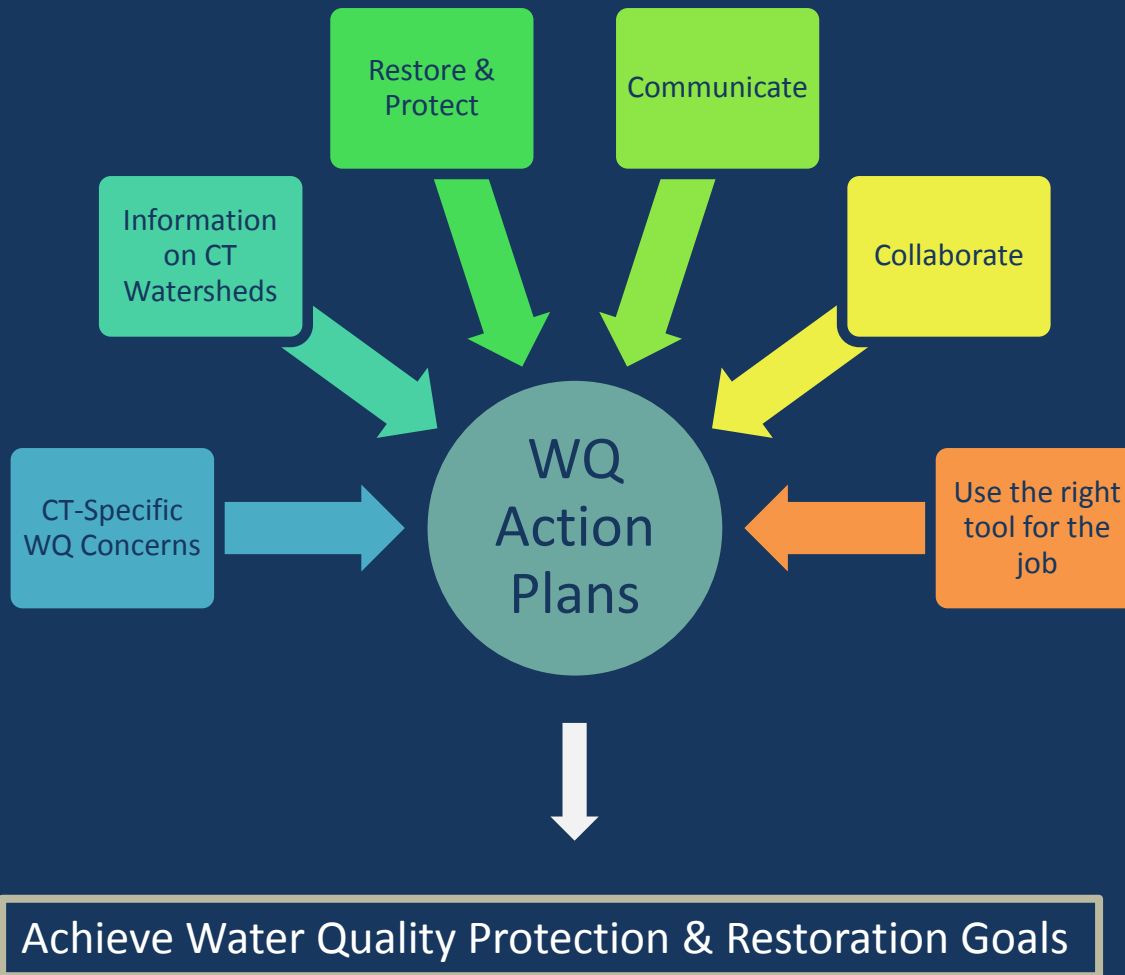 Restore &
Protect
Communicate
Information
on CT
Watersheds
Collaborate
CT-Specific
WQ Concerns
WQ
Action
Plans
Use the right
tool for the
job
Achieve Water Quality Protection & Restoration Goals